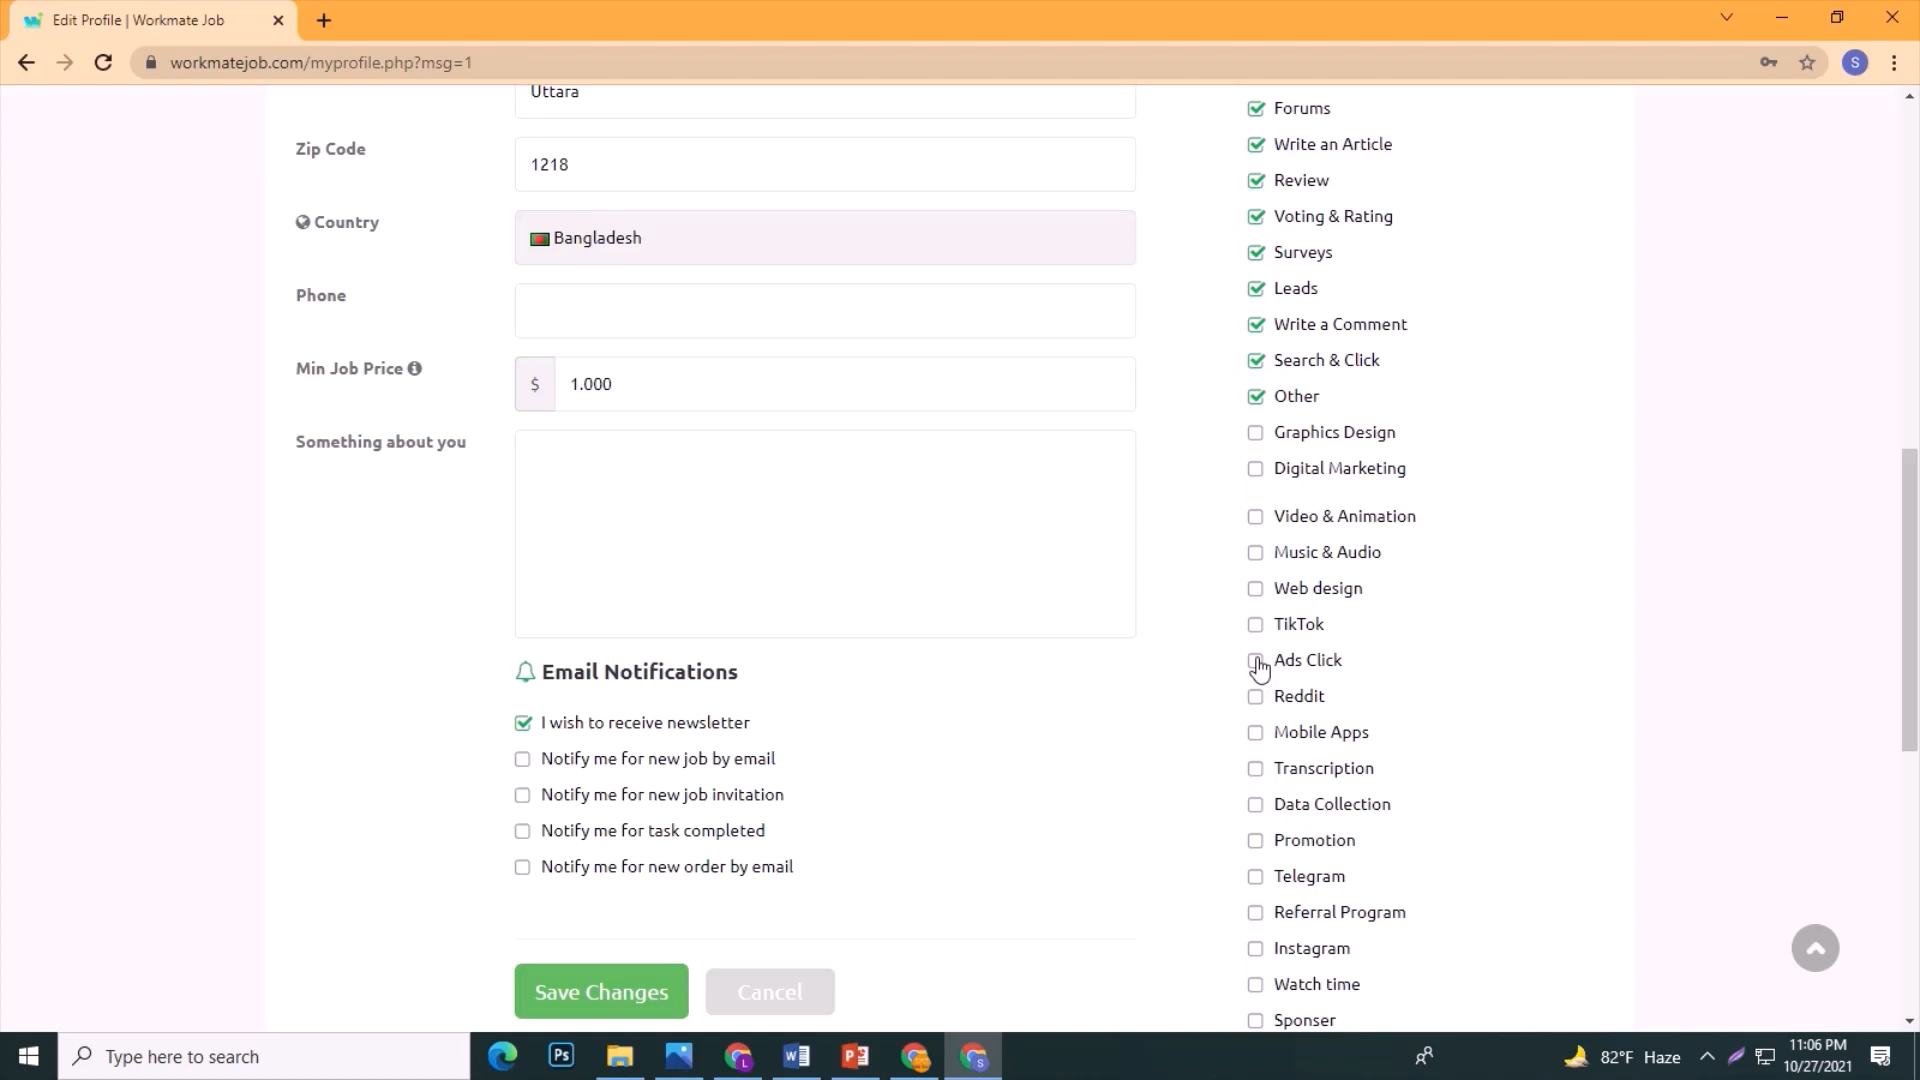 Edit Profile | Workmate Job
workmatejob.com/myprofile.php?msg=1
S
Uttara
Zip Code
1218
Country
Bangladesh
Phone
Min Job Price
$ 1.000
Something about you
Email Notifications
I wish to receive newsletter
Notify me for new job by email
Notify me for new job invitation
Notify me for task completed
Notify me for new order by email
Save Changes
Cancel
Forums
Write an Article
Review
Voting & Rating
Surveys
Leads
Write a Comment
Search & Click
Other
Graphics Design
Digital Marketing
Video & Animation
Music & Audio
Web design
TikTok
Ads Click
Reddit
Mobile Apps
Transcription
Data Collection
Promotion
Telegram
Referral Program
Instagram
Watch time
Sponser
Type here to search
Ps
L
W
P
S
82°F Haze
11:06 PM
10/27/2021